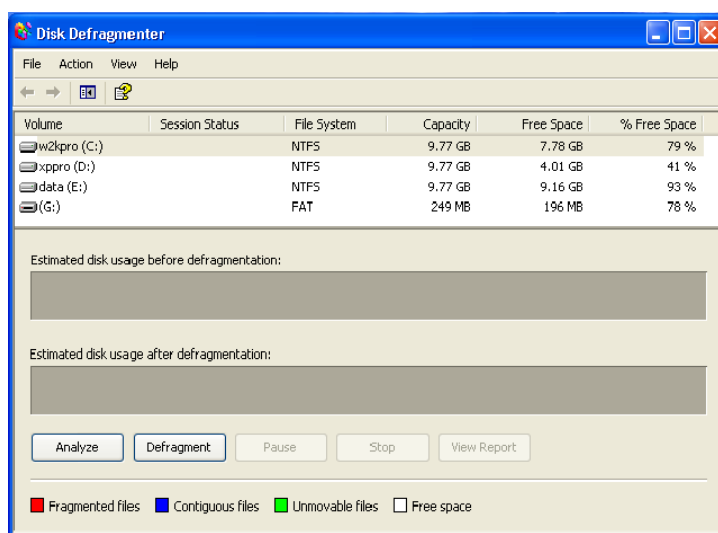 Disk Defragmenter
File Action View Help
Volume Session Status File System Capacity Free Space % Free Space
w2kpro (C:) NTFS 9.77 GB 7.78 GB 79 %
xppro (D:) NTFS 9.77 GB 4.01 GB 41 %
data (E:) NTFS 9.77 GB 9.16 GB 93 %
(G:) FAT 249 MB 196 MB 78 %
Estimated disk usage before defragmentation:
Estimated disk usage after defragmentation:
Analyze Defragment Pause Stop View Report
Fragmented files Contiguous files Unmovable files Free space